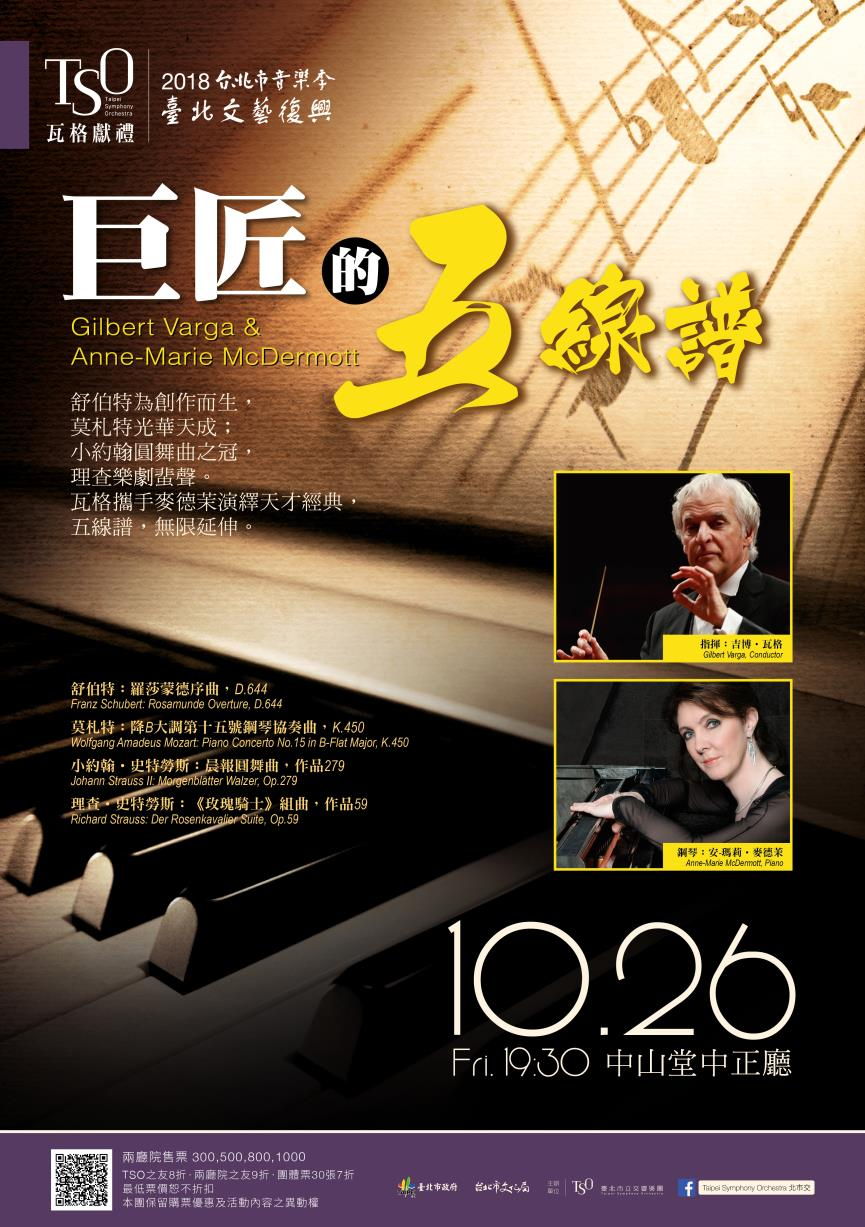 TSO
Taipei
Symphony
Orchestra
瓦格獻禮
2018 台北市音樂季
臺北文藝復興
巨匠的五線譜
Gilbert Varga &
Anne-Marie McDermott
舒伯特為創作而生，
莫札特光華天成；
小約翰圓舞曲之冠，
理查樂劇蜚聲。
瓦格攜手麥德茉演繹天才經典，
五線譜，無限延伸。
指揮：吉博・瓦格
Gilbert Varga, Conductor
舒伯特：羅莎蒙德序曲，D.644
Franz Schubert: Rosamunde Overture, D.644
莫札特：降B大調第十五號鋼琴協奏曲，K.450
Wolfgang Amadeus Mozart: Piano Concerto No.15 in B-Flat Major, K.450
小約翰・史特勞斯：晨報圓舞曲，作品279
Johann Strauss II: Morgenblätter Walzer, Op.279
理查・史特勞斯：《玫瑰騎士》組曲，作品59
Richard Strauss: Der Rosenkavalier Suite, Op.59
鋼琴：安-瑪莉・麥德茉
Anne-Marie McDermott, Piano
10.26
Fri. 19:30 中山堂中正廳
兩廳院售票 300,500,800,1000
TSO之友8折・兩廳院之友9折・團體票30張7折
最低票價恕不折扣
本團保留購票優惠及活動內容之異動權
臺北市政府
台北市文化局
主辦
單位
TSO
臺北市立交響樂團
Taipei Symphony Orchestra
Taipei Symphony Orchestra 北市交